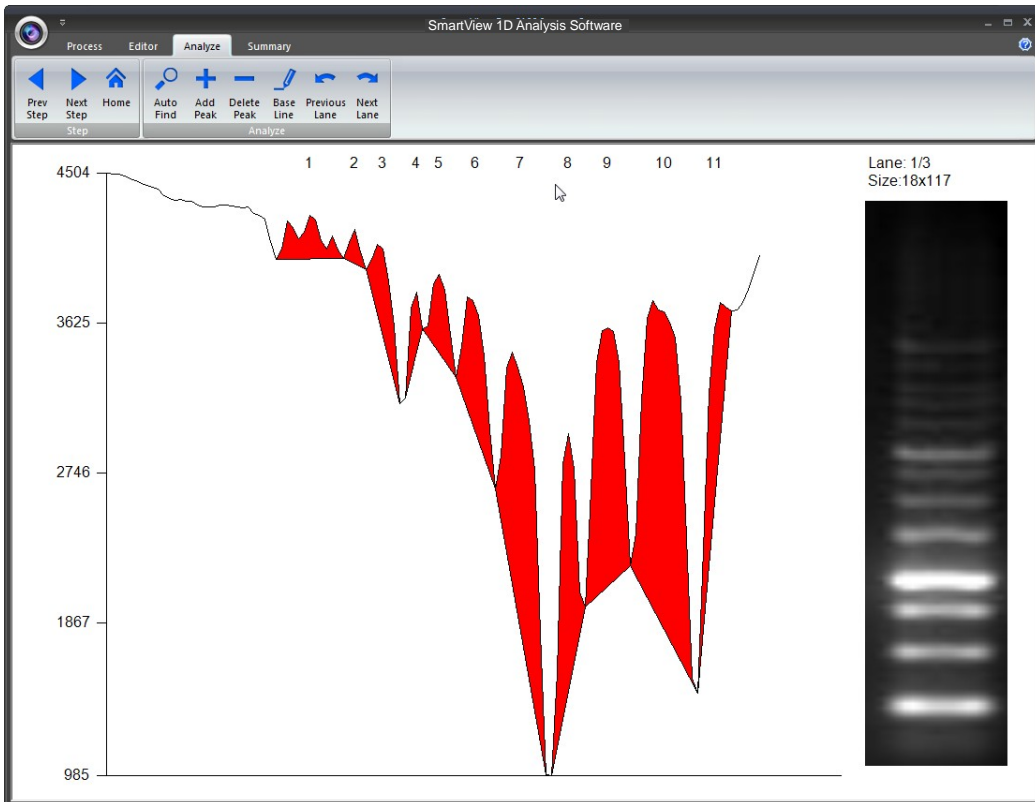 SmartView 1D Analysis Software
Process Editor Analyze Summary
Prev Step
Next Step
Home
Auto Find
Add Peak
Delete Peak
Base Line
Previous Lane
Next Lane
Step
Analyze
1 2 3 4 5 6 7 8 9 10 11
Lane: 1/3
Size:18x117
4504
3625
2746
1867
985